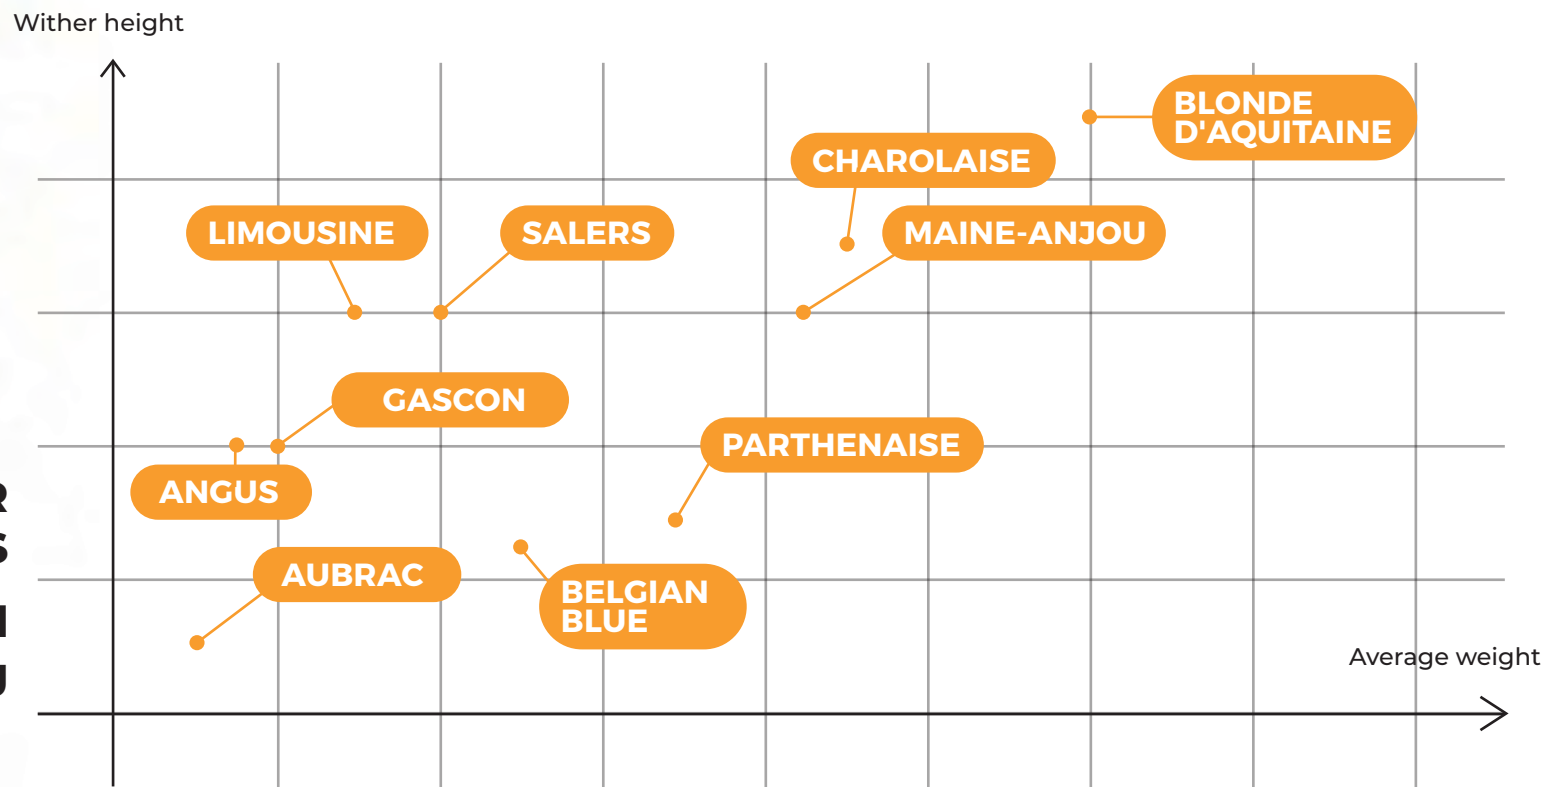 Wither height
BLONDE
D'AQUITAINE
CHAROLAISE
LIMOUSINE
SALERS
MAINE-ANJOU
GASCON
PARTHENAISE
ANGUS
AUBRAC
BELGIAN
BLUE
Average weight